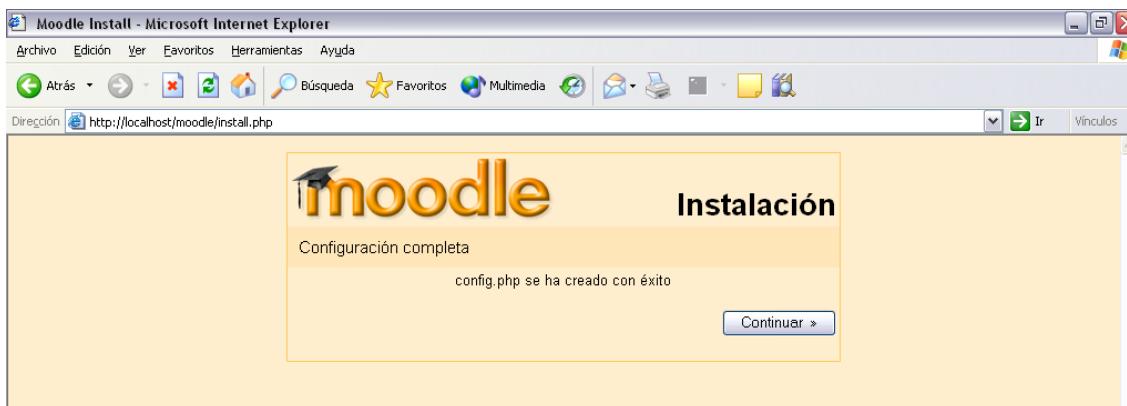 Moodle Install - Microsoft Internet Explorer
Archivo Edición Ver Favoritos Herramientas Ayuda
Atrás Búsqueda Favoritos Multimedia
Dirección http://localhost/moodle/install.php Ir Vínculos
moodle
Instalación
Configuración completa
config.php se ha creado con éxito
Continuar »